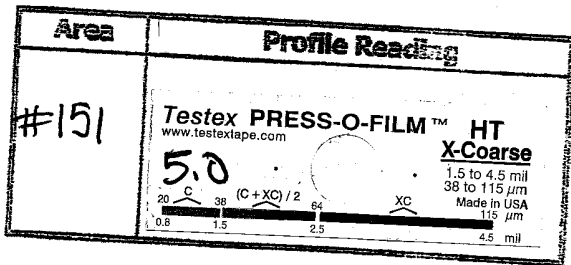 Area Profile Reading
#151
Testex PRESS-O-FILM™ HT
www.testextape.com
X-Coarse
5.0
1.5 to 4.5 mil
38 to 115 µm
Made in USA
20 C 38 (C + XC) / 2 64 XC 115 µm
0.8 1.5 2.5 4.5 mil